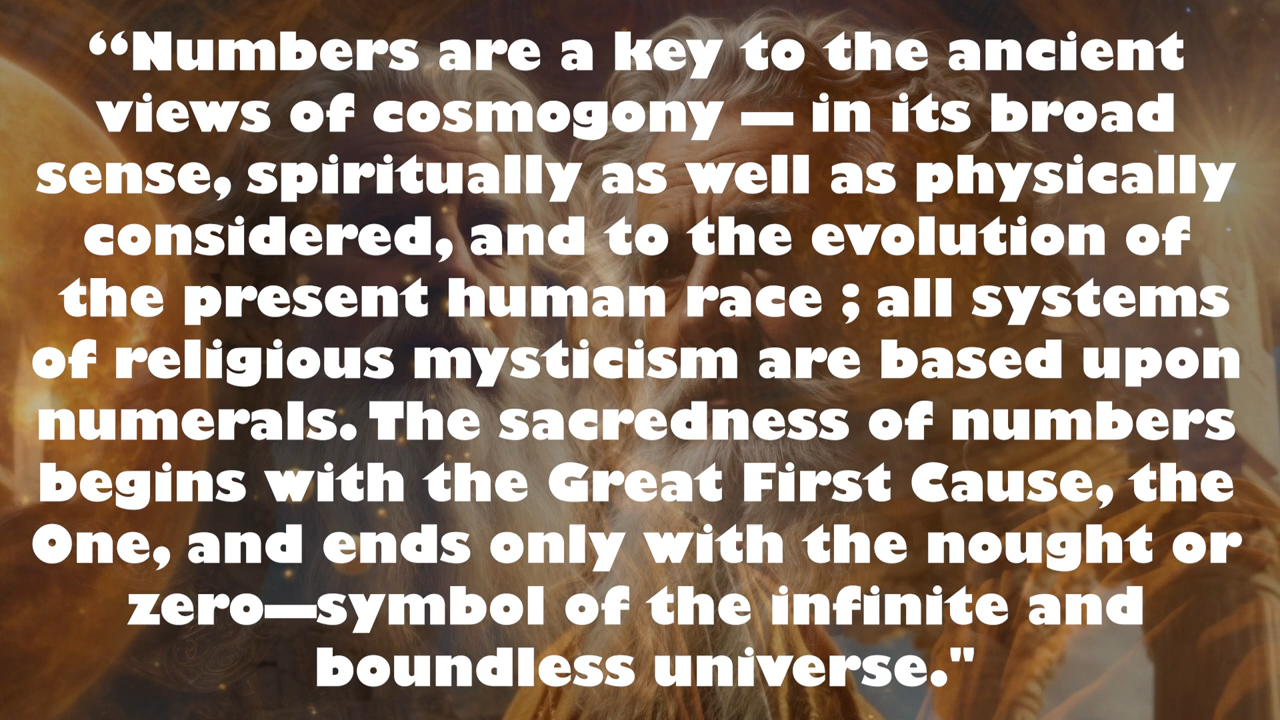 “Numbers are a key to the ancient
views of cosmogony — in its broad
sense, spiritually as well as physically
considered, and to the evolution of
the present human race ; all systems
of religious mysticism are based upon
numerals. The sacredness of numbers
begins with the Great First Cause, the
One, and ends only with the nought or
zero—symbol of the infinite and
boundless universe."